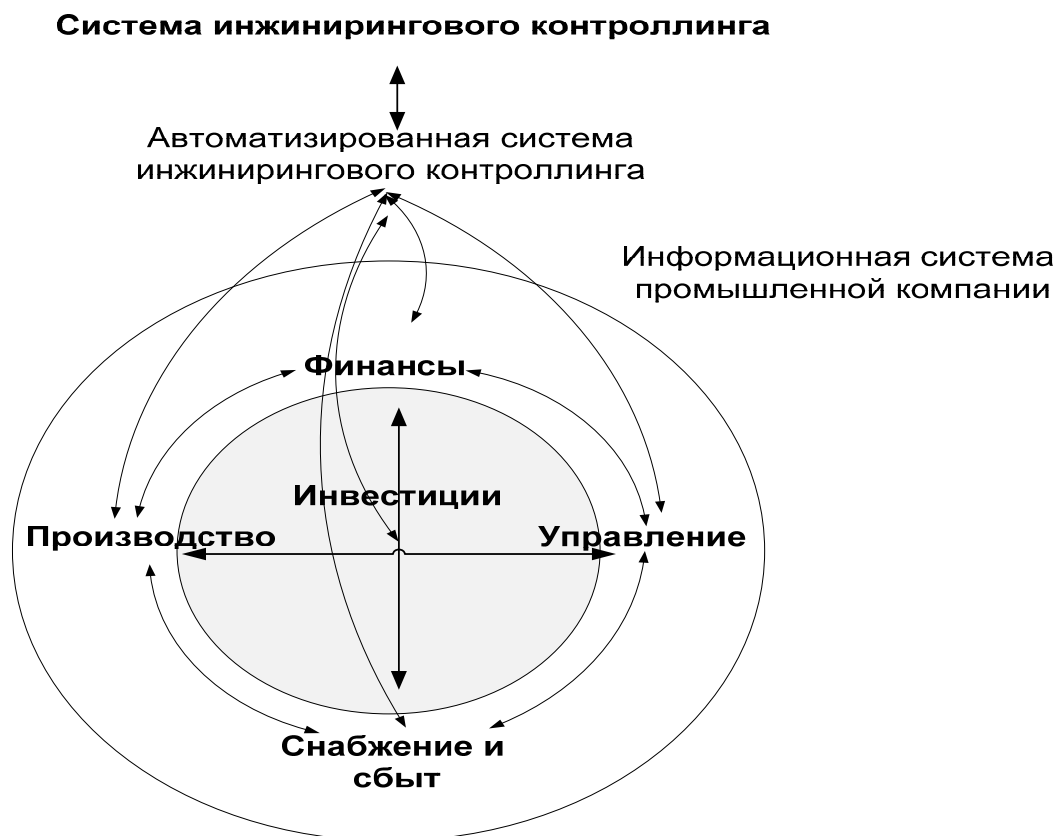 Система инжинирингового контроллинга
Автоматизированная система
инжинирингового контроллинга
Информационная система
промышленной компании
Финансы
Инвестиции
Производство
Управление
Снабжение и
сбыт